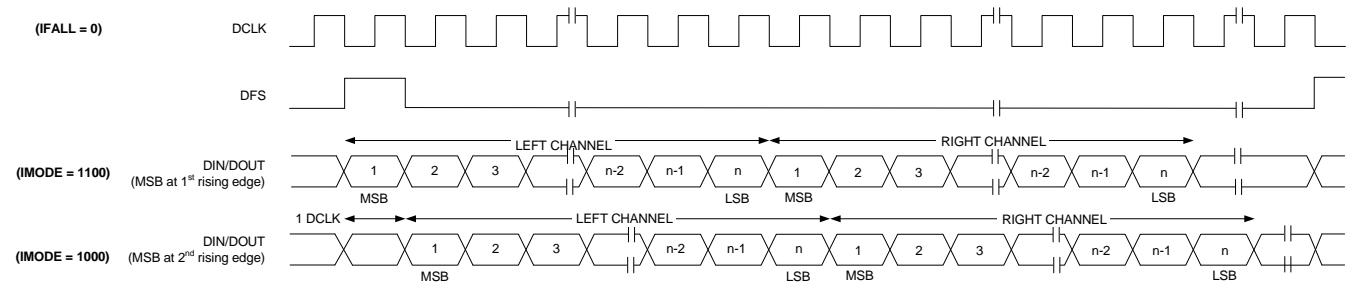 (IFALL = 0) DCLK
DFS
LEFT CHANNEL RIGHT CHANNEL
(IMODE = 1100) DIN/DOUT 1 2 3 n-2 n-1 n 1 2 3 n-2 n-1 n
(MSB at 1st rising edge)
MSB LSB MSB LSB
1 DCLK LEFT CHANNEL RIGHT CHANNEL
(IMODE = 1000) DIN/DOUT 1 2 3 n-2 n-1 n 1 2 3 n-2 n-1 n
(MSB at 2nd rising edge)
MSB LSB MSB LSB